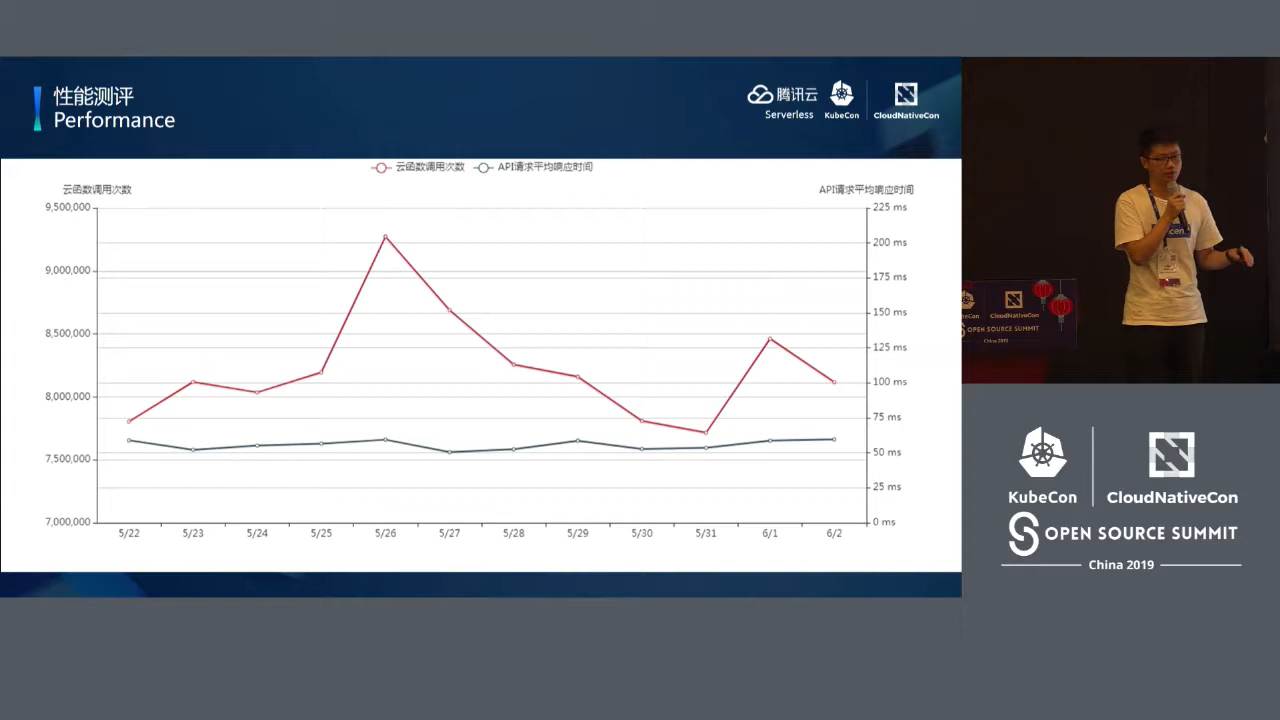 性能测评
Performance
腾讯云
Serverless
KubeCon
CloudNativeCon
云函数调用次数
API请求平均响应时间
云函数调用次数
API请求平均响应时间
9,500,000
9,000,000
8,500,000
8,000,000
7,500,000
7,000,000
225 ms
200 ms
175 ms
150 ms
125 ms
100 ms
75 ms
50 ms
25 ms
0 ms
5/22 5/23 5/24 5/25 5/26 5/27 5/28 5/29 5/30 5/31 6/1 6/2
CloudNativeCon
OPEN SOURCE SUMMIT
China 2019
KubeCon
CloudNativeCon
OPEN SOURCE SUMMIT
China 2019